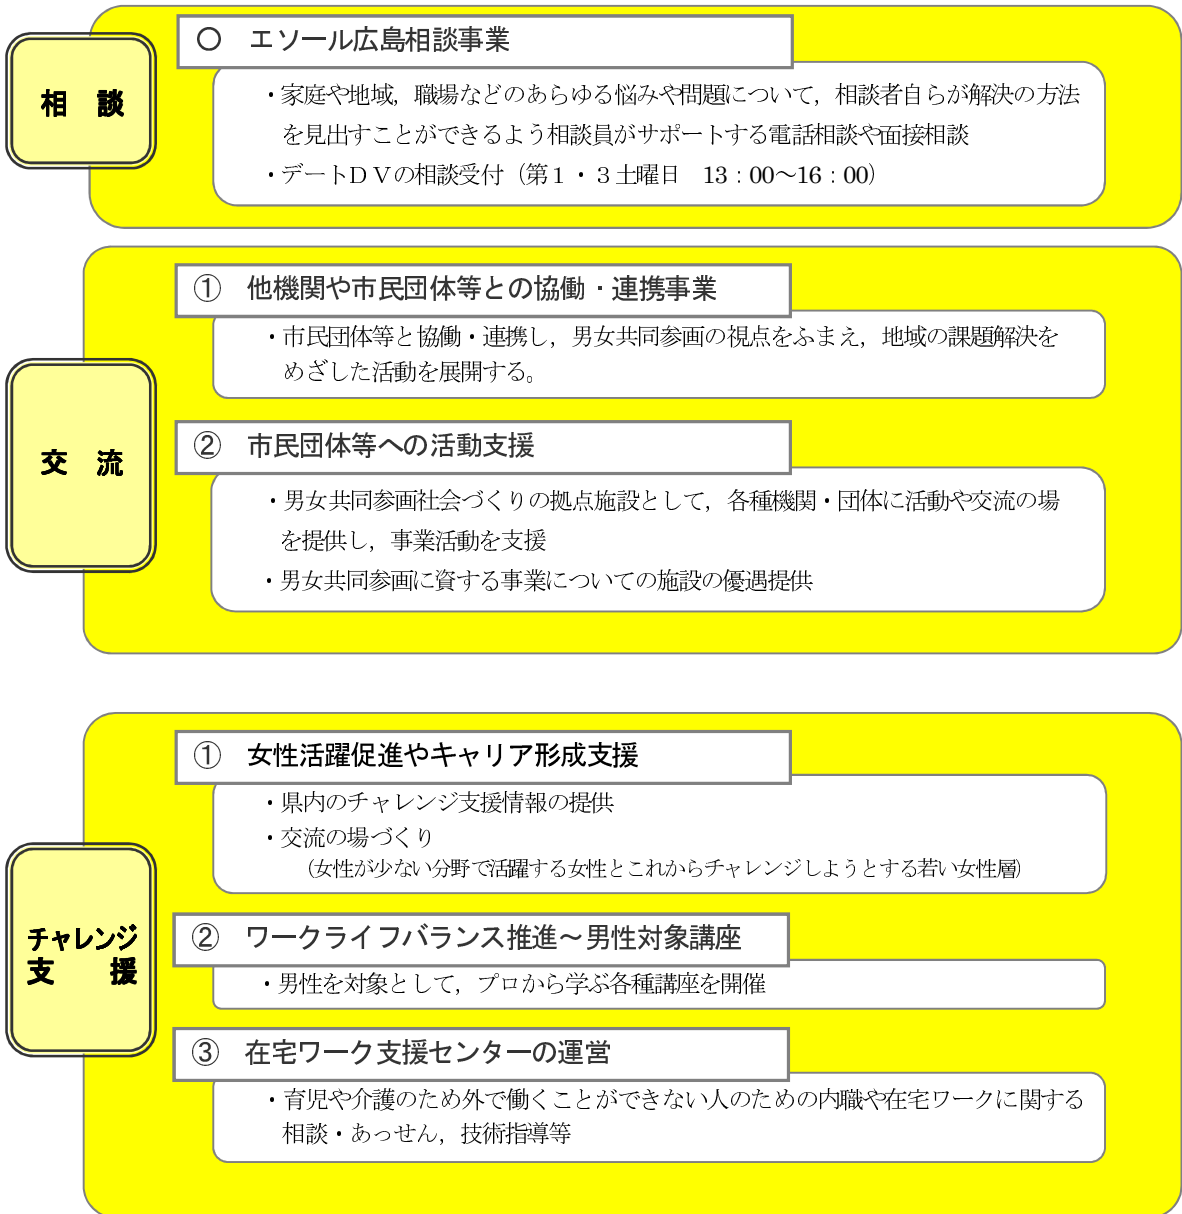 相　談
〇　エソール広島相談事業
・家庭や地域，職場などのあらゆる悩みや問題について，相談者自らが解決の方法
を見出すことができるよう相談員がサポートする電話相談や面接相談
・デートＤＶの相談受付（第１・３土曜日　13：00～16：00）
交　流
①　他機関や市民団体等との協働・連携事業
・市民団体等と協働・連携し，男女共同参画の視点をふまえ，地域の課題解決を
めざした活動を展開する。
②　市民団体等への活動支援
・男女共同参画社会づくりの拠点施設として，各種機関・団体に活動や交流の場
を提供し，事業活動を支援
・男女共同参画に資する事業についての施設の優遇提供
チャレンジ
支　　援
①　女性活躍促進やキャリア形成支援
・県内のチャレンジ支援情報の提供
・交流の場づくり
（女性が少ない分野で活躍する女性とこれからチャレンジしようとする若い女性層）
②　ワークライフバランス推進～男性対象講座
・男性を対象として，プロから学ぶ各種講座を開催
③　在宅ワーク支援センターの運営
・育児や介護のため外で働くことができない人のための内職や在宅ワークに関する
相談・あっせん，技術指導等